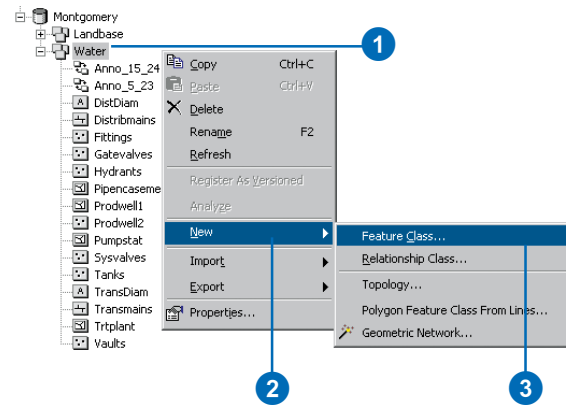 Montgomery
Landbase
Water
1
Anno_15_24
Anno_5_23
DistDiam
Distribmains
Fittings
Gatevalves
Hydrants
Pipencaseme
Prodwell1
Prodwell2
Pumpstat
Sysvalves
Tanks
TransDiam
Transmains
Trtplant
Vaults
Copy Ctrl+C
Paste Ctrl+V
Delete
Rename F2
Refresh
Register As Versioned
Analyze
New
Import
Export
Properties...
Feature Class...
Relationship Class...
Topology...
Polygon Feature Class From Lines...
Geometric Network...
2
3